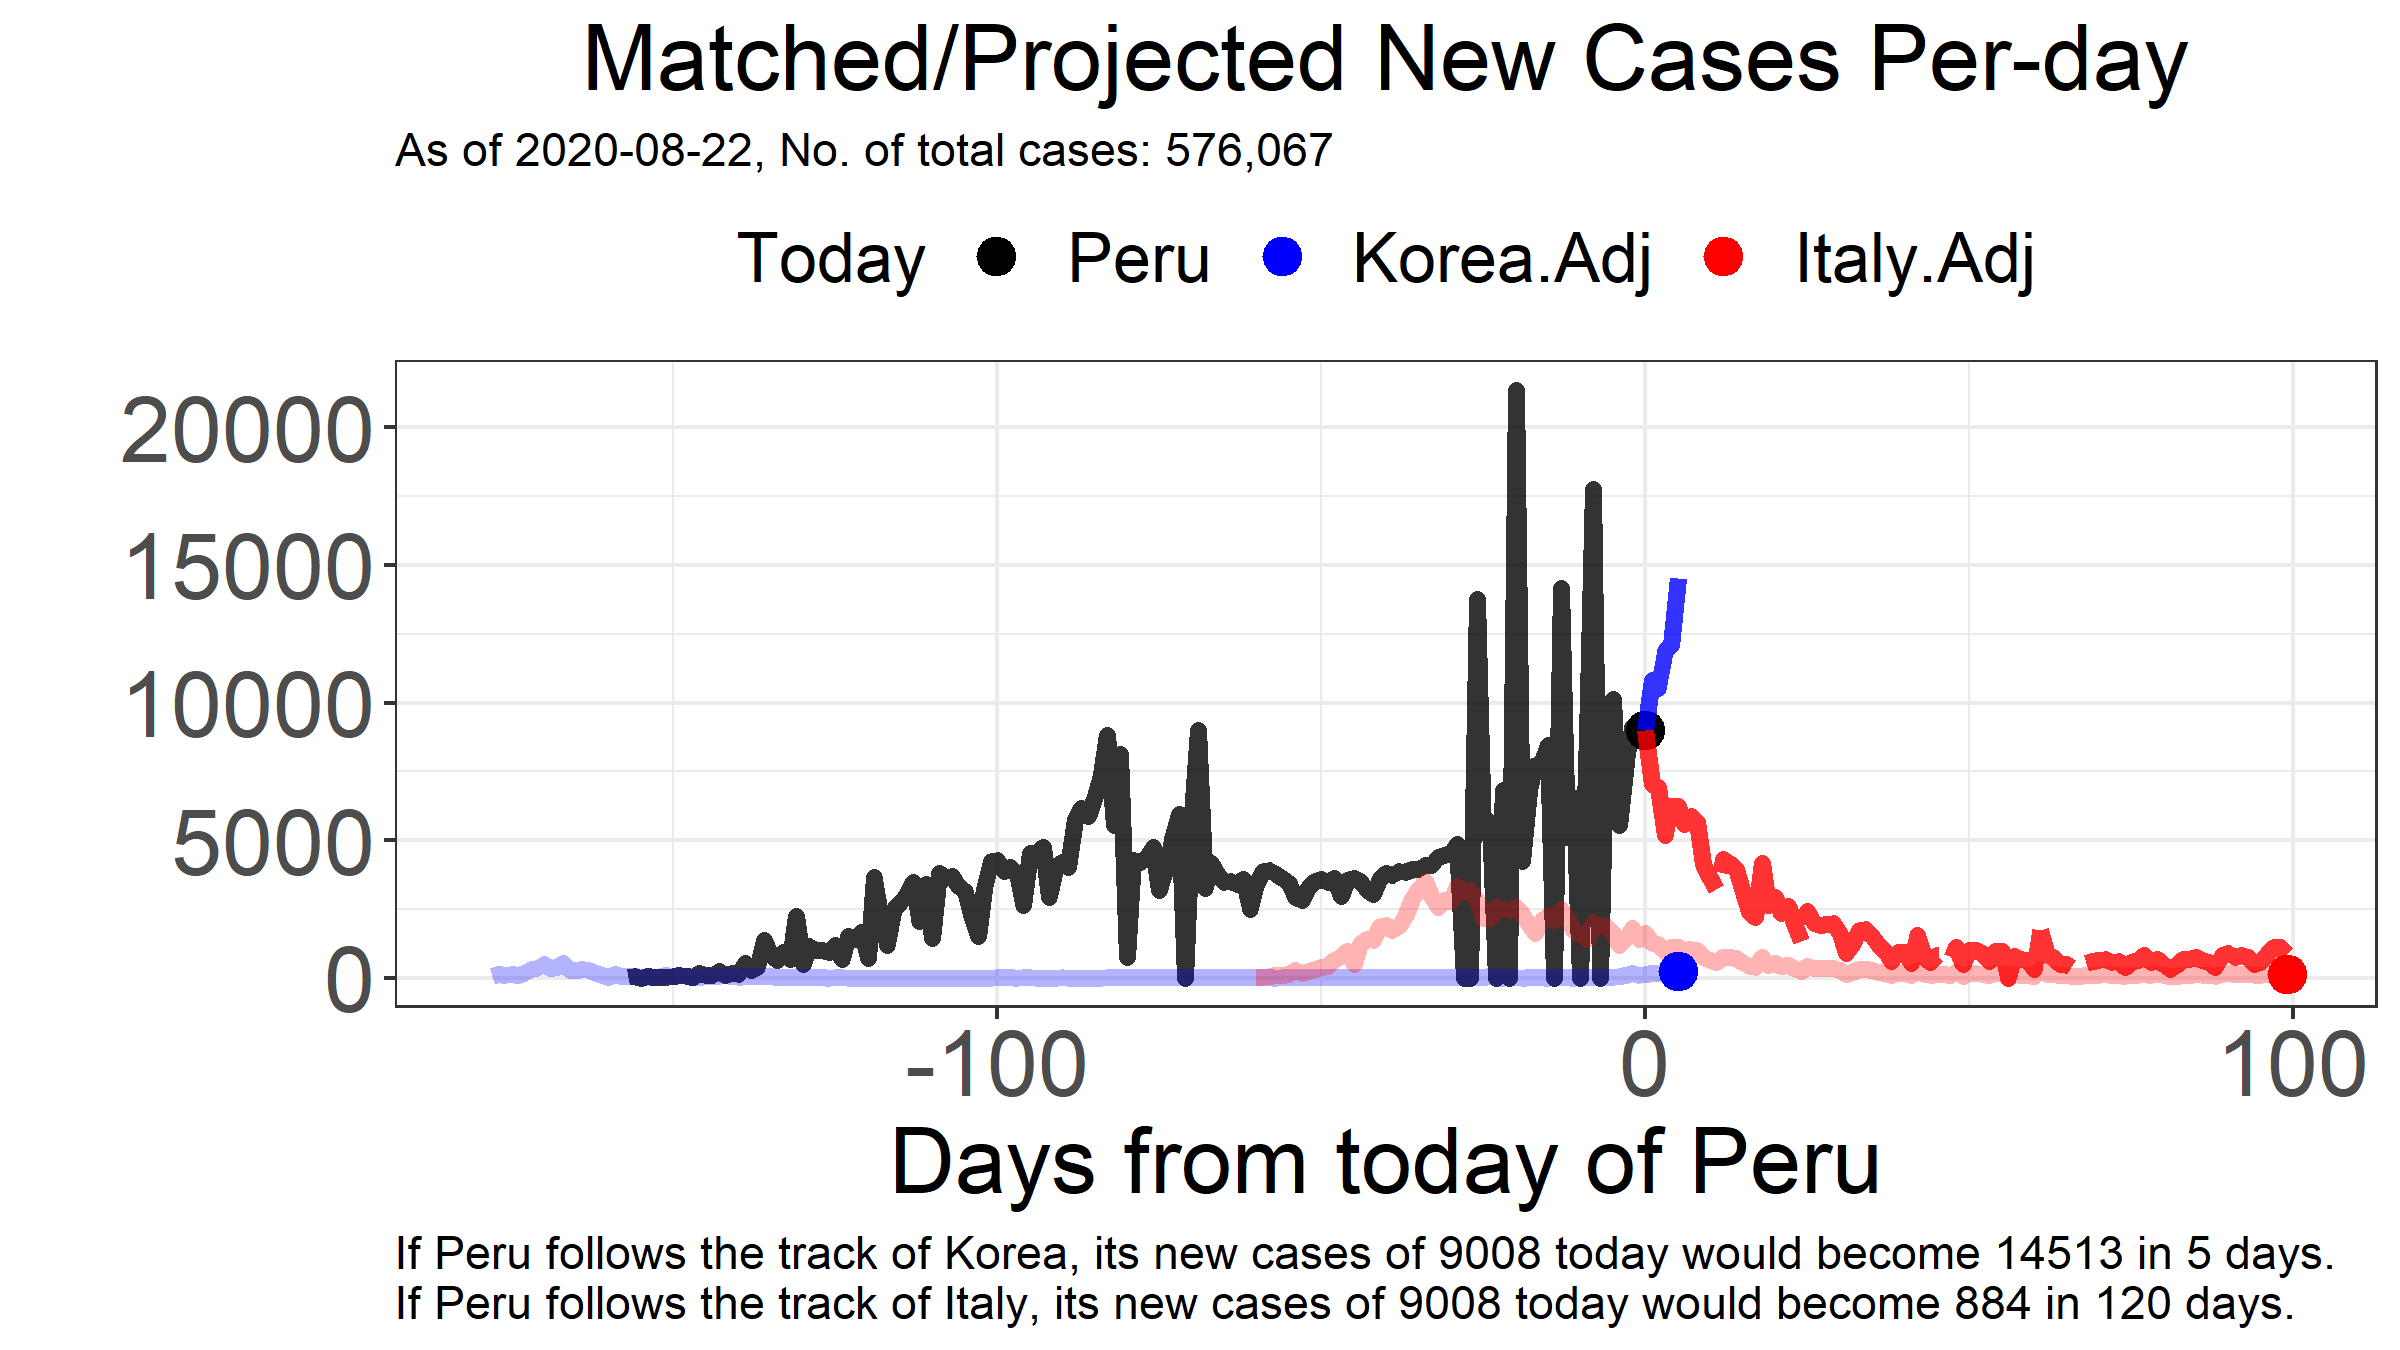 Matched/Projected New Cases Per-day
As of 2020-08-22, No. of total cases: 576,067
Today Peru Korea.Adj Italy.Adj
20000
15000
10000
5000
0
-100 0 100
Days from today of Peru
If Peru follows the track of Korea, its new cases of 9008 today would become 14513 in 5 days.
If Peru follows the track of Italy, its new cases of 9008 today would become 884 in 120 days.